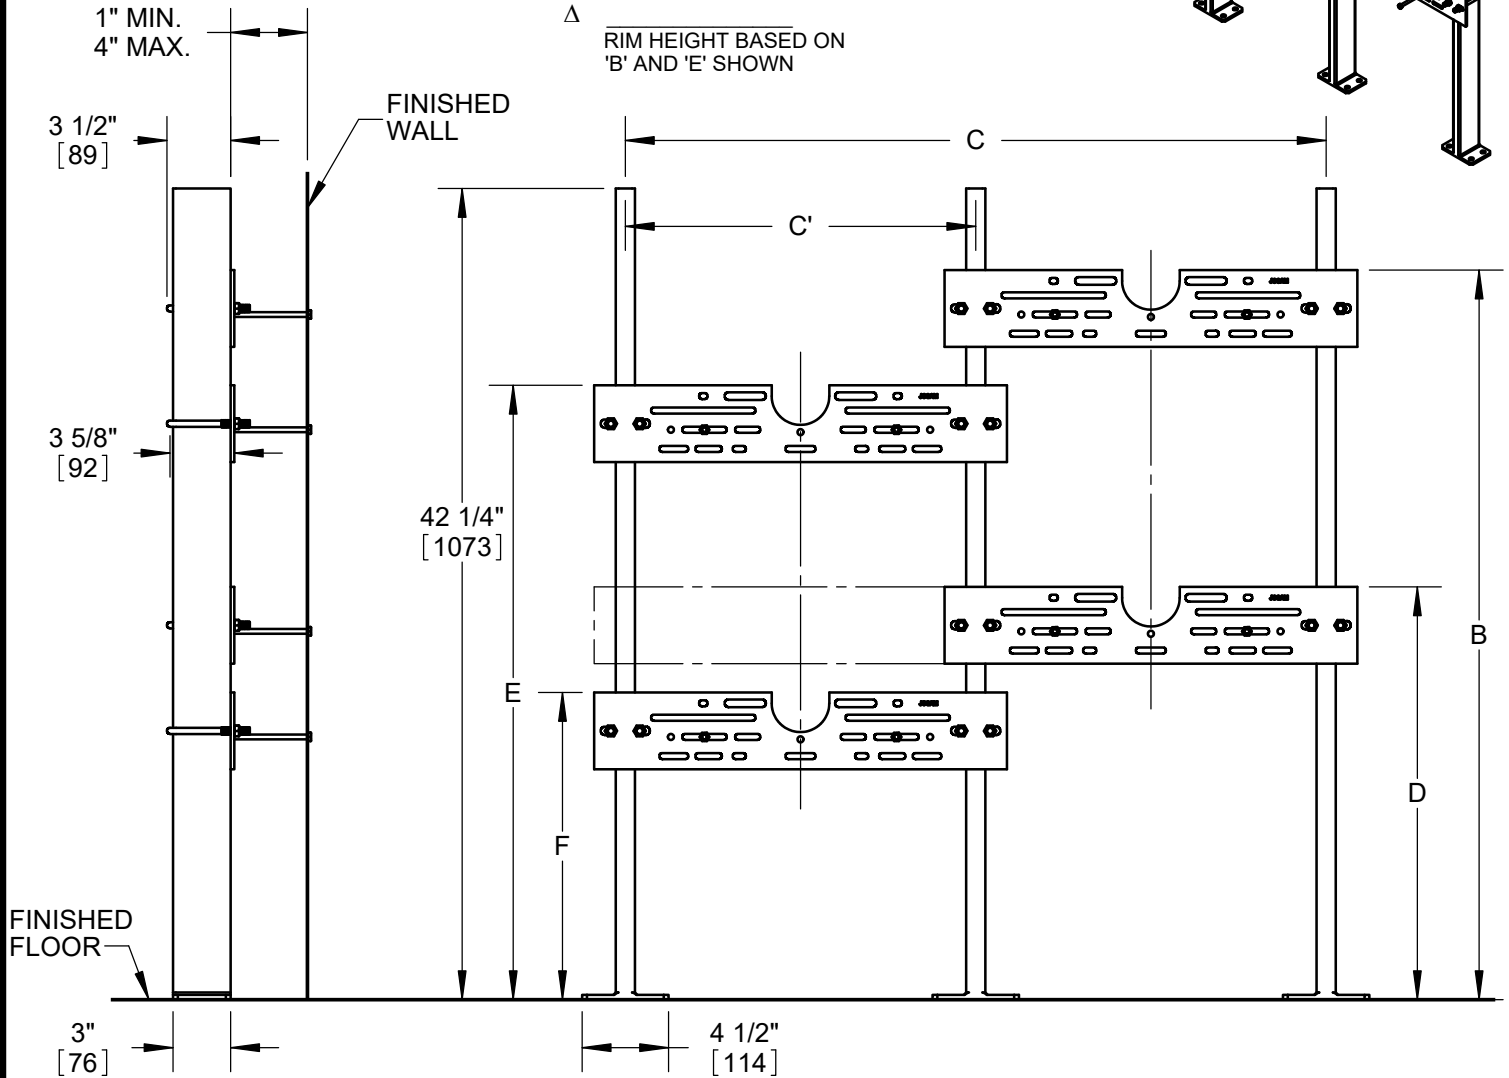 1" MIN.
4" MAX.
Δ
RIM HEIGHT BASED ON
'B' AND 'E' SHOWN
3 1/2"
[89]
FINISHED
WALL
C
C'
3 5/8"
[92]
42 1/4"
[1073]
B
E
D
F
FINISHED
FLOOR
3"
[76]
4 1/2"
[114]